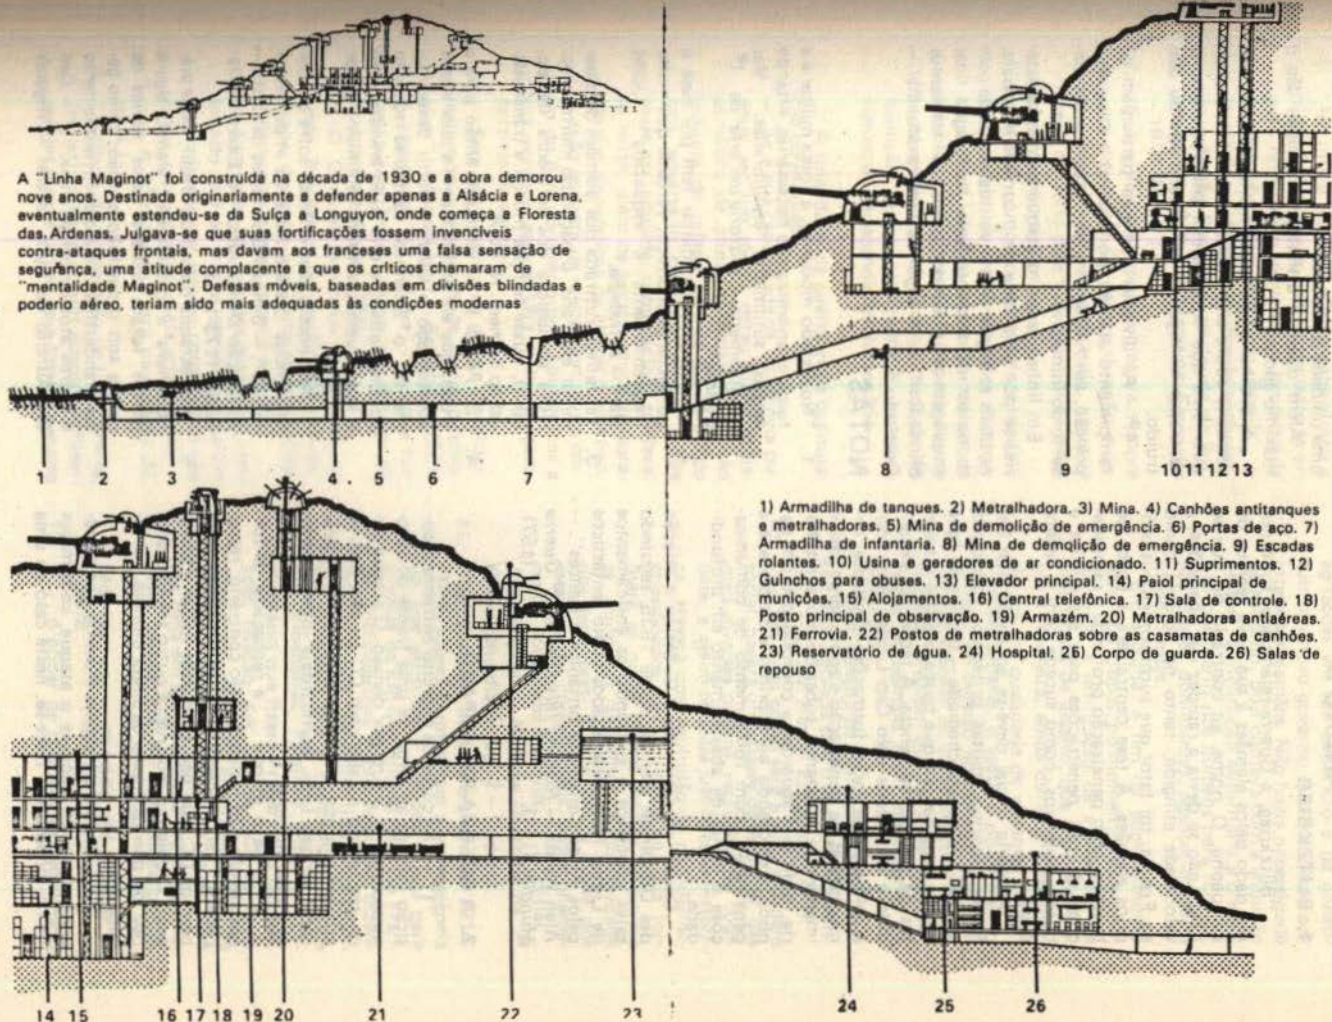 A "Linha Maginot" foi construída na década de 1930 e a obra demorou
nove anos. Destinada originariamente a defender apenas a Alsácia e Lorena,
eventualmente estendeu-se da Suíça a Longuyon, onde começa a Floresta
das Ardenas. Julgava-se que suas fortificações fossem invencíveis
contra-ataques frontais, mas davam aos franceses uma falsa sensação de
segurança, uma atitude complacente a que os críticos chamaram de
"mentalidade Maginot". Defesas móveis, baseadas em divisões blindadas e
poderio aéreo, teriam sido mais adequadas às condições modernas
1 2 3 4 5 6 7
8 9 10 11 12 13
1) Armadilha de tanques. 2) Metralhadora. 3) Mina. 4) Canhões antitanques
e metralhadoras. 5) Mina de demolição de emergência. 6) Portas de aço. 7)
Armadilha de infantaria. 8) Mina de demolição de emergência. 9) Escadas
rolantes. 10) Usina e geradores de ar condicionado. 11) Suprimentos. 12)
Guinchos para obuses. 13) Elevador principal. 14) Paiol principal de
munições. 15) Alojamentos. 16) Central telefônica. 17) Sala de controle. 18)
Posto principal de observação. 19) Armazém. 20) Metralhadoras antiaéreas.
21) Ferrovia. 22) Postos de metralhadoras sobre as casamatas de canhões.
23) Reservatório de água. 24) Hospital. 25) Corpo de guarda. 26) Salas de
repouso
14 15 16 17 18 19 20 21 22 23
24 25 26